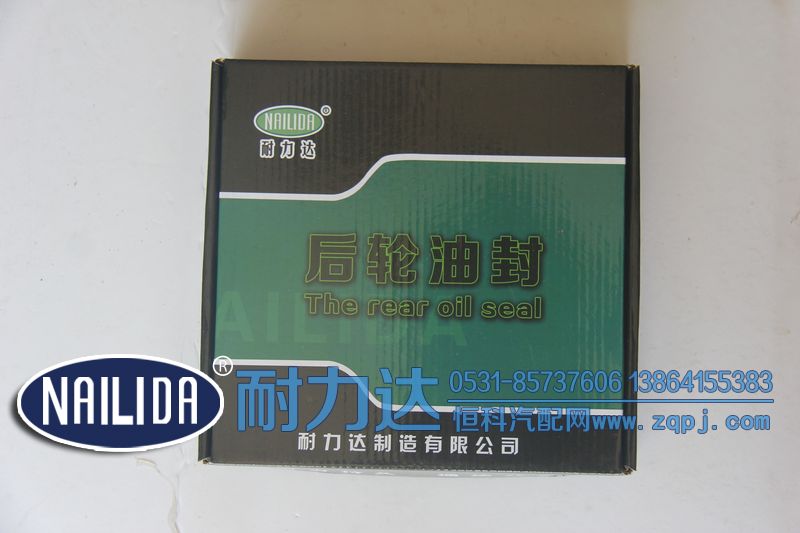 NAILIDA ®
耐力达
后轮油封
The rear oil seal
NAILIDA
NAILIDA ® 耐力达 0531-85737606 13864155383
恒科汽配网www.zqpj.com
耐力达制造有限公司